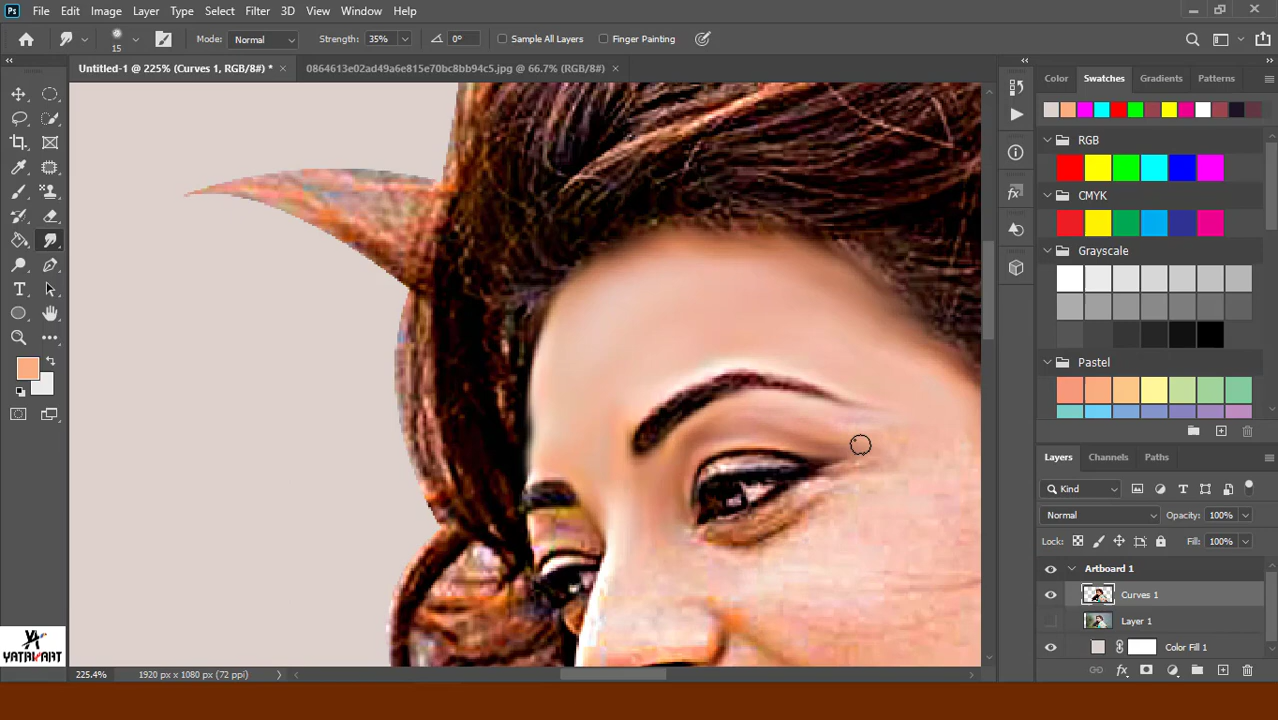 Ps File Edit Image Layer Type Select Filter 3D View Window Help
15 Mode: Normal Strength: 35% 0° Sample All Layers Finger Painting
Untitled-1 @ 225% (Curves 1, RGB/8#) * × 0864613e02ad49a6e815e70bc8bb94c5.jpg @ 66.7% (RGB/8#) ×
Color Swatches Gradients Patterns
RGB
CMYK
Grayscale
Pastel
Layers Channels Paths
Kind
Normal Opacity: 100%
Lock: Fill: 100%
Artboard 1
Curves 1
Layer 1
Color Fill 1
YATRI ART
225.4% 1920 px x 1080 px (72 ppi)